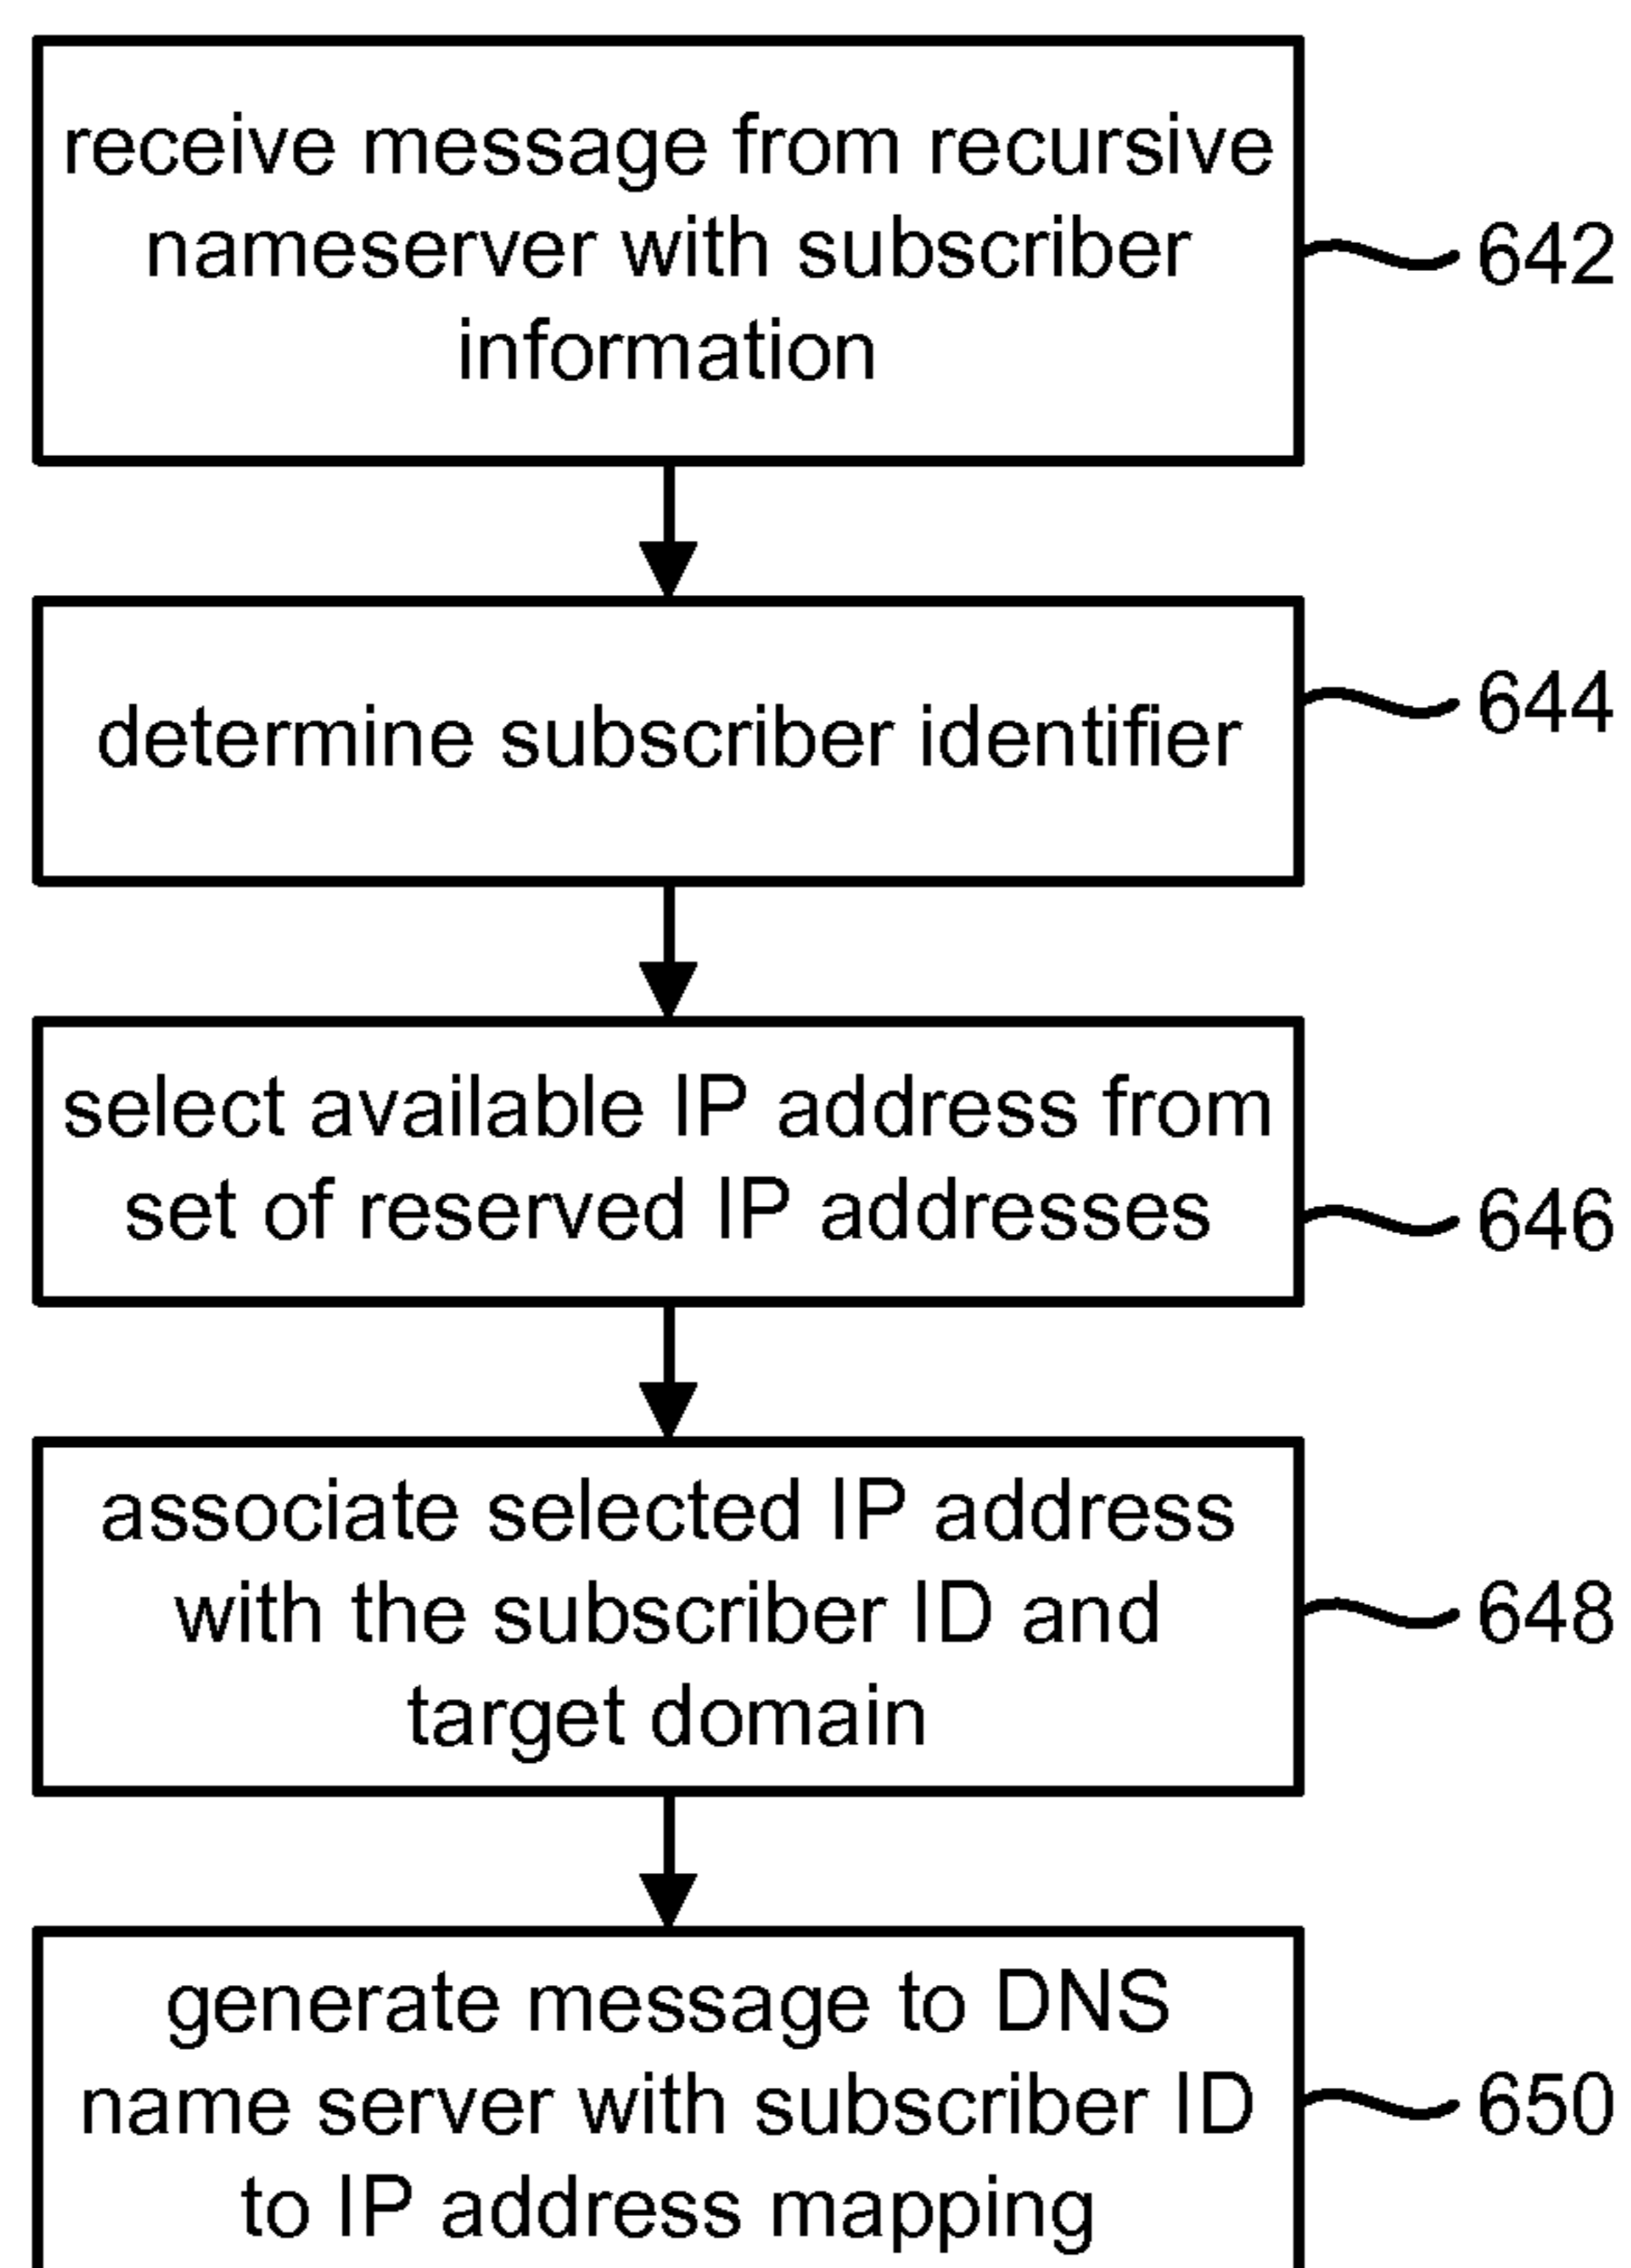 receive message from recursive
nameserver with subscriber
information
642
determine subscriber identifier
644
select available IP address from
set of reserved IP addresses
646
associate selected IP address
with the subscriber ID and
target domain
648
generate message to DNS
name server with subscriber ID
to IP address mapping
650